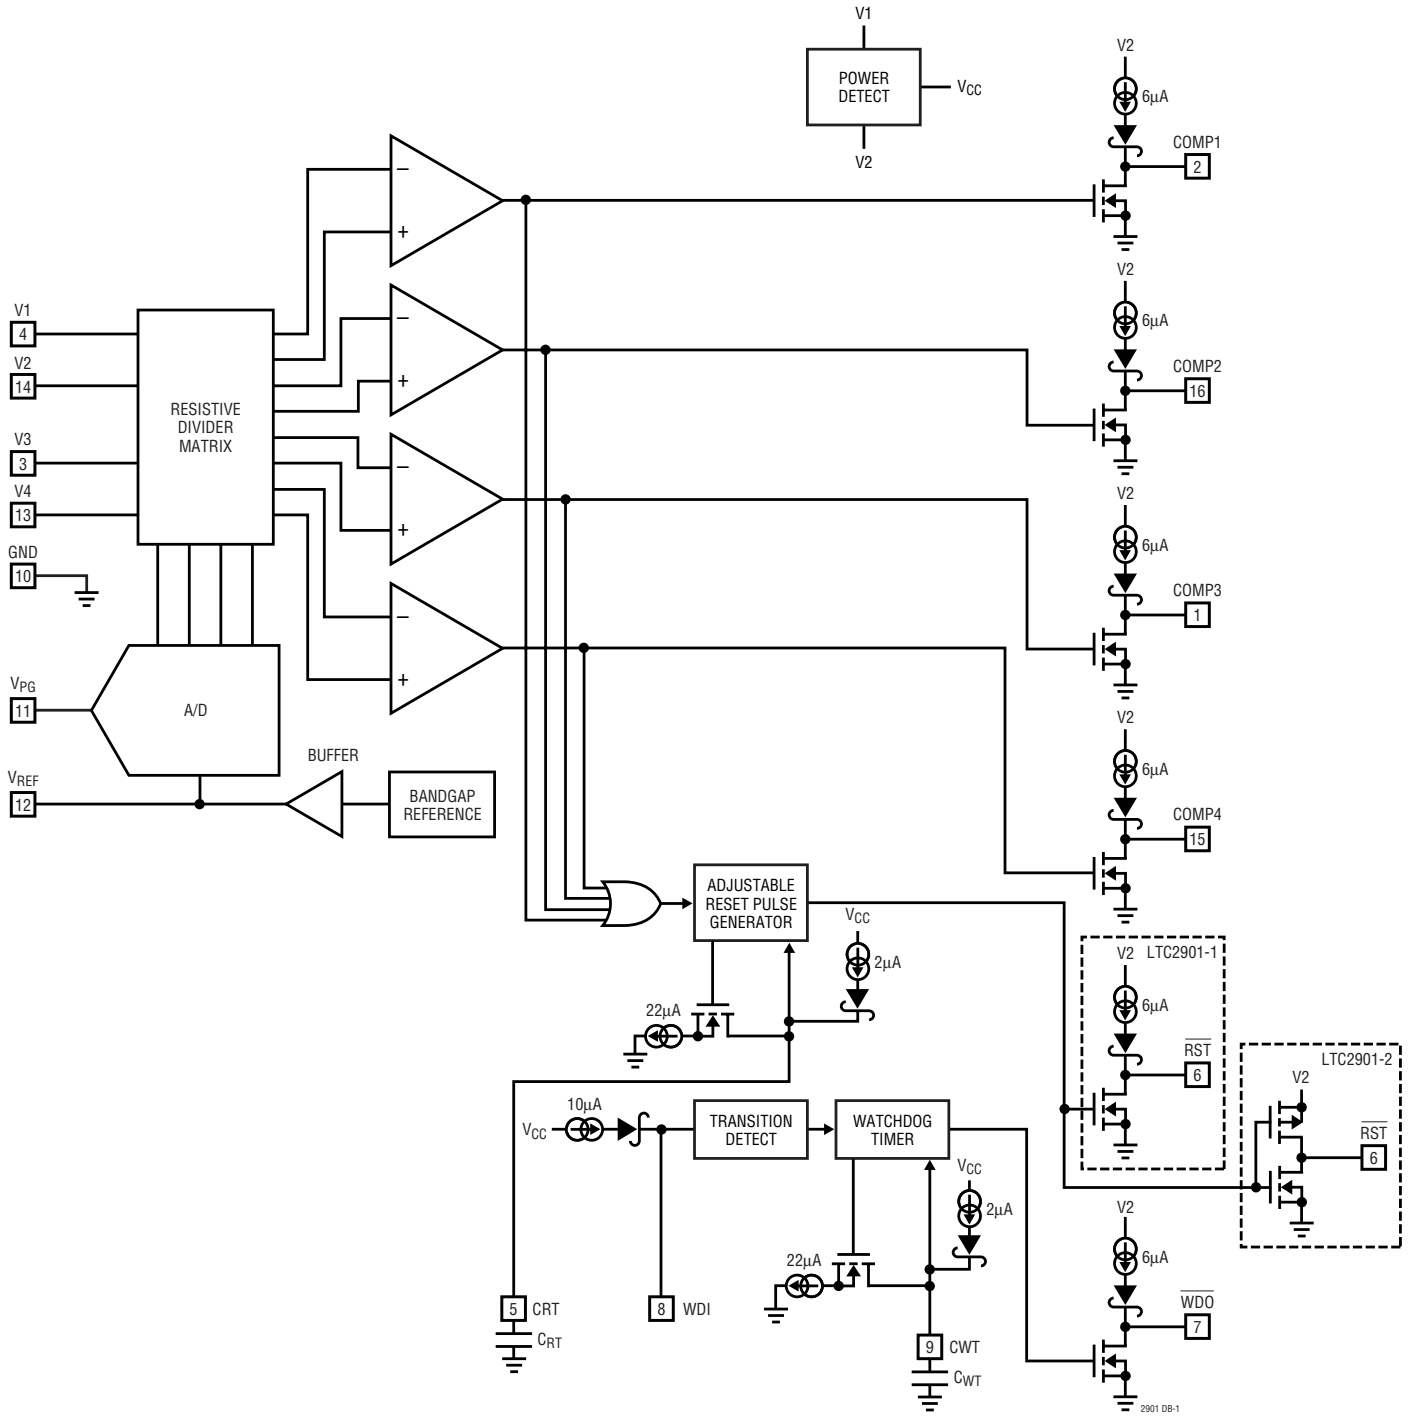 V1
POWER
DETECT
VCC
V2
V2
6µA
COMP1
2
V2
6µA
COMP2
16
V2
6µA
COMP3
1
V2
6µA
COMP4
15
V1
4
V2
14
V3
3
V4
13
GND
10
VPG
11
VREF
12
RESISTIVE
DIVIDER
MATRIX
−
+
−
+
−
+
−
+
A/D
BUFFER
BANDGAP
REFERENCE
ADJUSTABLE
RESET PULSE
GENERATOR
VCC
2µA
22µA
LTC2901-1
V2
6µA
RST
6
LTC2901-2
V2
RST
6
VCC
10µA
TRANSITION
DETECT
WATCHDOG
TIMER
VCC
2µA
22µA
V2
6µA
WDO
7
5
CRT
CRT
8
WDI
9
CWT
CWT
2901 DB-1